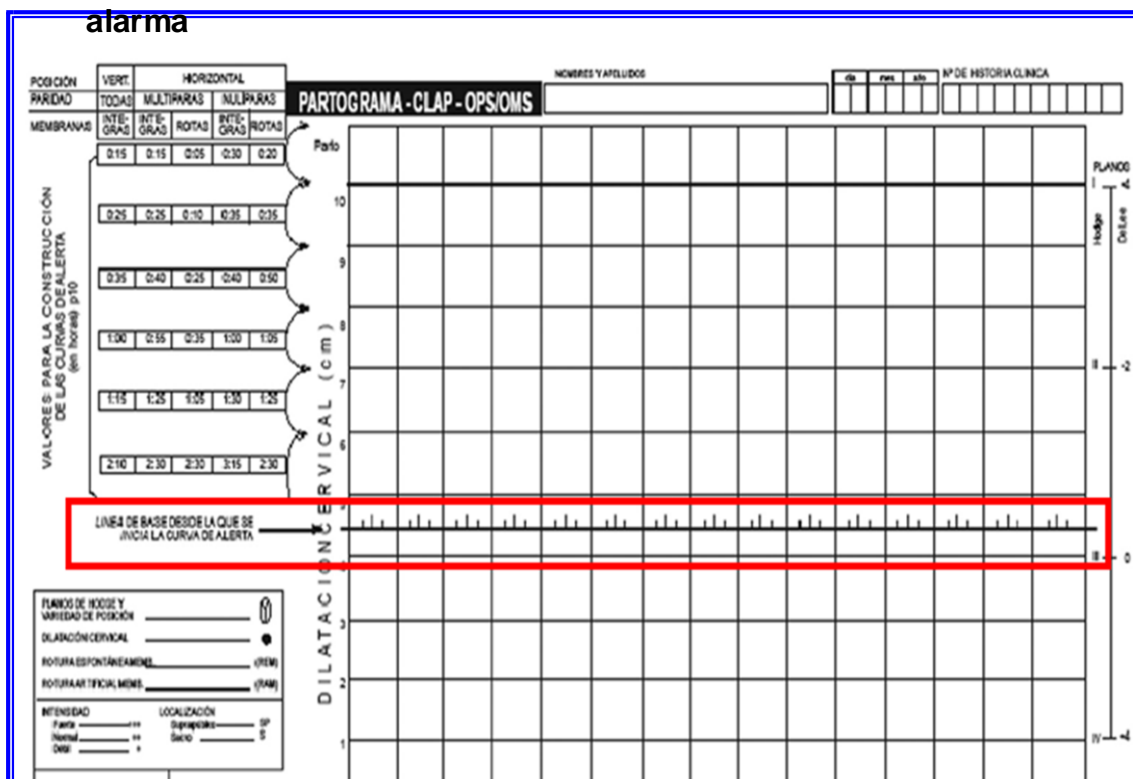 alarma
NOMBRES Y APELLIDOS
dia mes año Nº DE HISTORIA CLINICA
POSICIÓN VERT. HORIZONTAL
PARIDAD TODAS MULTIPARAS NULIPARAS
PARTOGRAMA - CLAP - OPS/OMS
MEMBRANAS INTE-GRAS INTE-GRAS ROTAS INTE-GRAS ROTAS
Parto
0:15 0:15 0:05 0:30 0:20
PLANOS
I -4
Hodge De Lee
10
0:25 0:25 0:10 0:35 0:35
9
0:35 0:40 0:25 0:40 0:50
8
1:00 0:55 0:35 1:00 1:05
II -2
7
1:15 1:25 1:05 1:30 1:25
6
2:10 2:30 2:30 3:15 2:30
VALORES PARA LA CONSTRUCCIÓN
DE LAS CURVAS DE ALERTA
(en horas) p10
DILATACION CERVICAL (cm)
LINEA DE BASE DESDE LA QUE SE
INICIA LA CURVA DE ALERTA
III 0
3
2
1
IV -4
PLANOS DE HODGE Y
VARIEDAD DE POSICIÓN
DILATACIÓN CERVICAL
ROTURA ESPONTÁNEA MEMB. (REM)
ROTURA ARTIFICIAL MEMB. (RAM)
INTENSIDAD LOCALIZACIÓN
Fuerte +++ Suprapúbico SP
Normal ++ Sacro S
Débil +